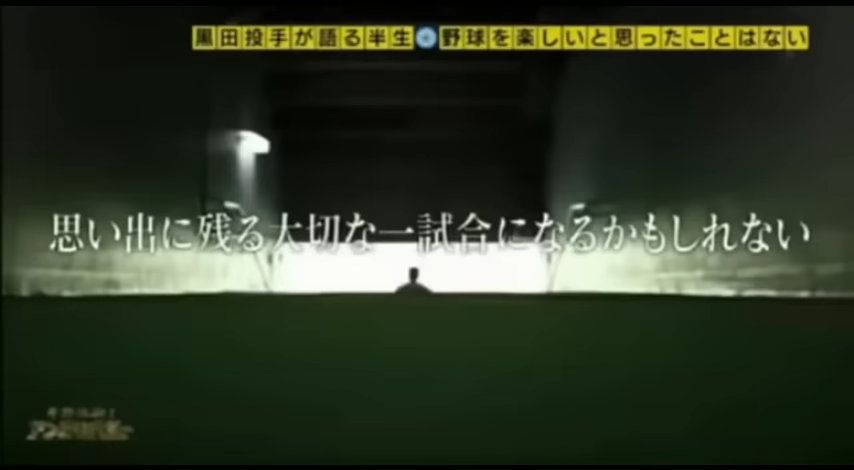 黒田投手が語る半生 野球を楽しいと思ったことはない
思い出に残る大切な一試合になるかもしれない